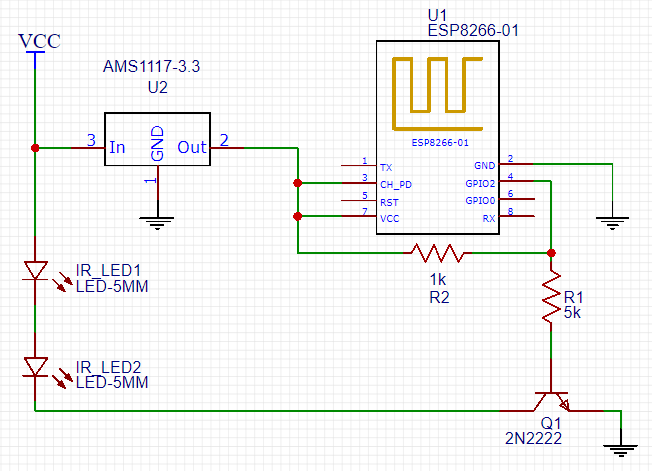 U1
ESP8266-01
VCC
AMS1117-3.3
U2
3 In GND Out 2
1
ESP8266-01
1 TX
3 CH_PD
5 RST
7 VCC
GND 2
GPIO2 4
GPIO0 6
RX 8
IR_LED1
LED-5MM
1k
R2
R1
5k
IR_LED2
LED-5MM
Q1
2N2222